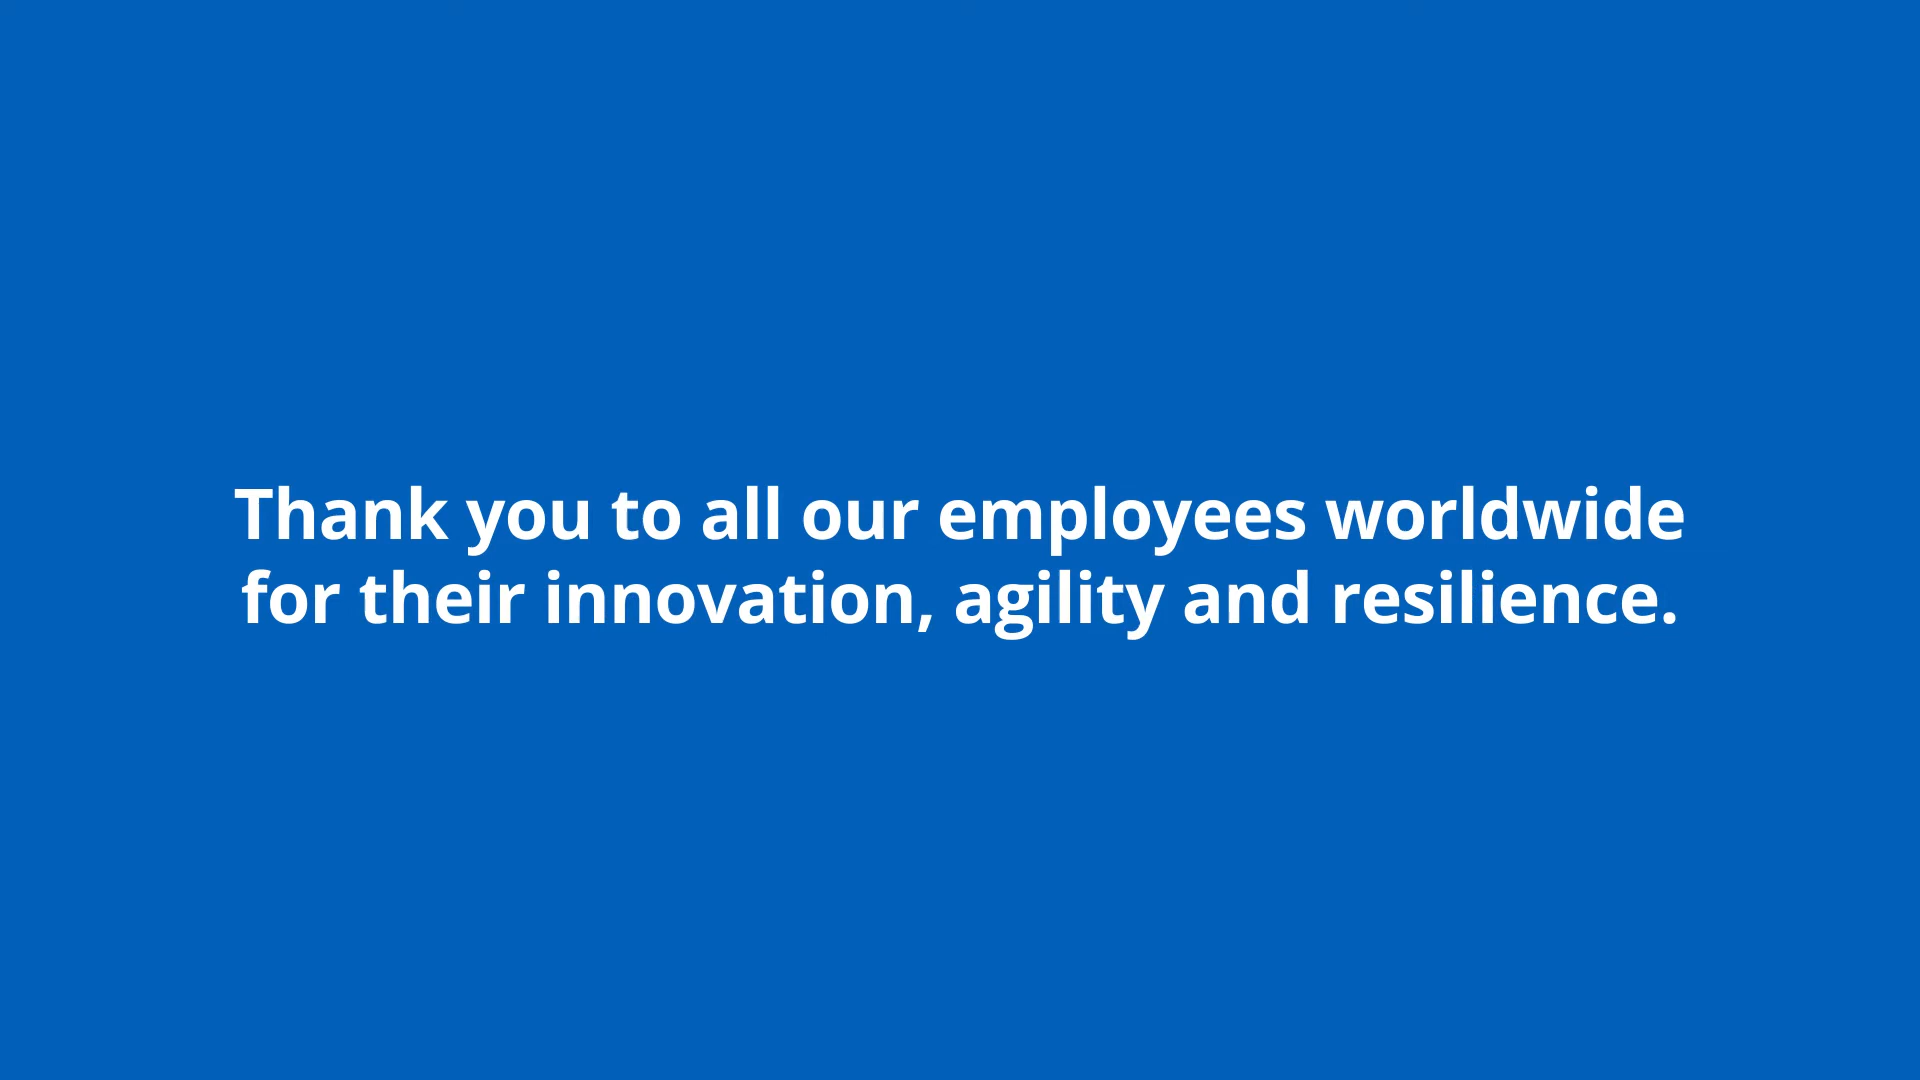 Thank you to all our employees worldwide
for their innovation, agility and resilience.